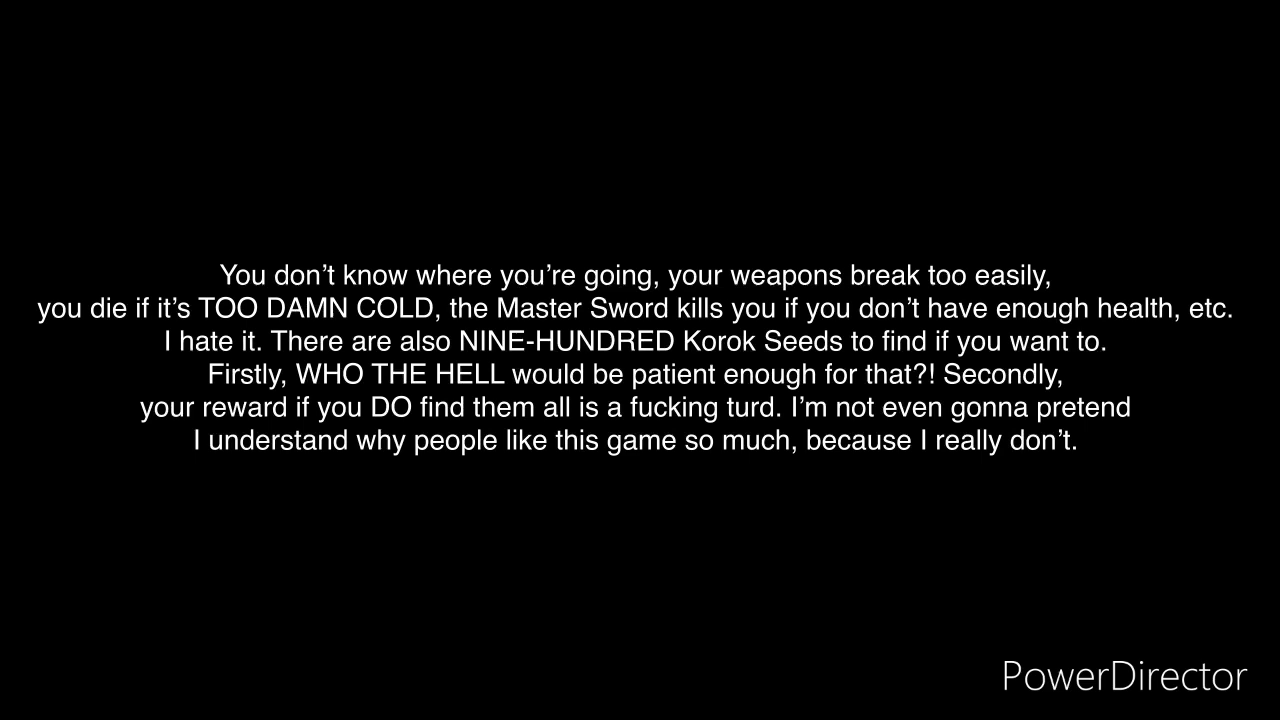 You don’t know where you’re going, your weapons break too easily,
you die if it’s TOO DAMN COLD, the Master Sword kills you if you don’t have enough health, etc.
I hate it. There are also NINE-HUNDRED Korok Seeds to find if you want to.
Firstly, WHO THE HELL would be patient enough for that?! Secondly,
your reward if you DO find them all is a fucking turd. I’m not even gonna pretend
I understand why people like this game so much, because I really don’t.
PowerDirector